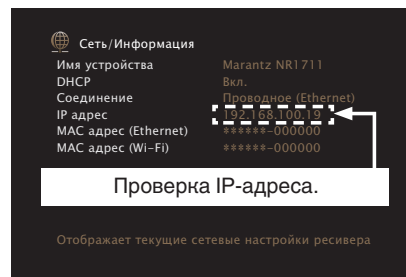 Сеть/Информация
Имя устройства Marantz NR1711
DHCP Вкл.
Соединение Проводное (Ethernet)
IP адрес 192.168.100.19
MAC адрес (Ethernet) ******-000000
MAC адрес (Wi-Fi) ******-000000
Проверка IP-адреса.
Отображает текущие сетевые настройки ресивера